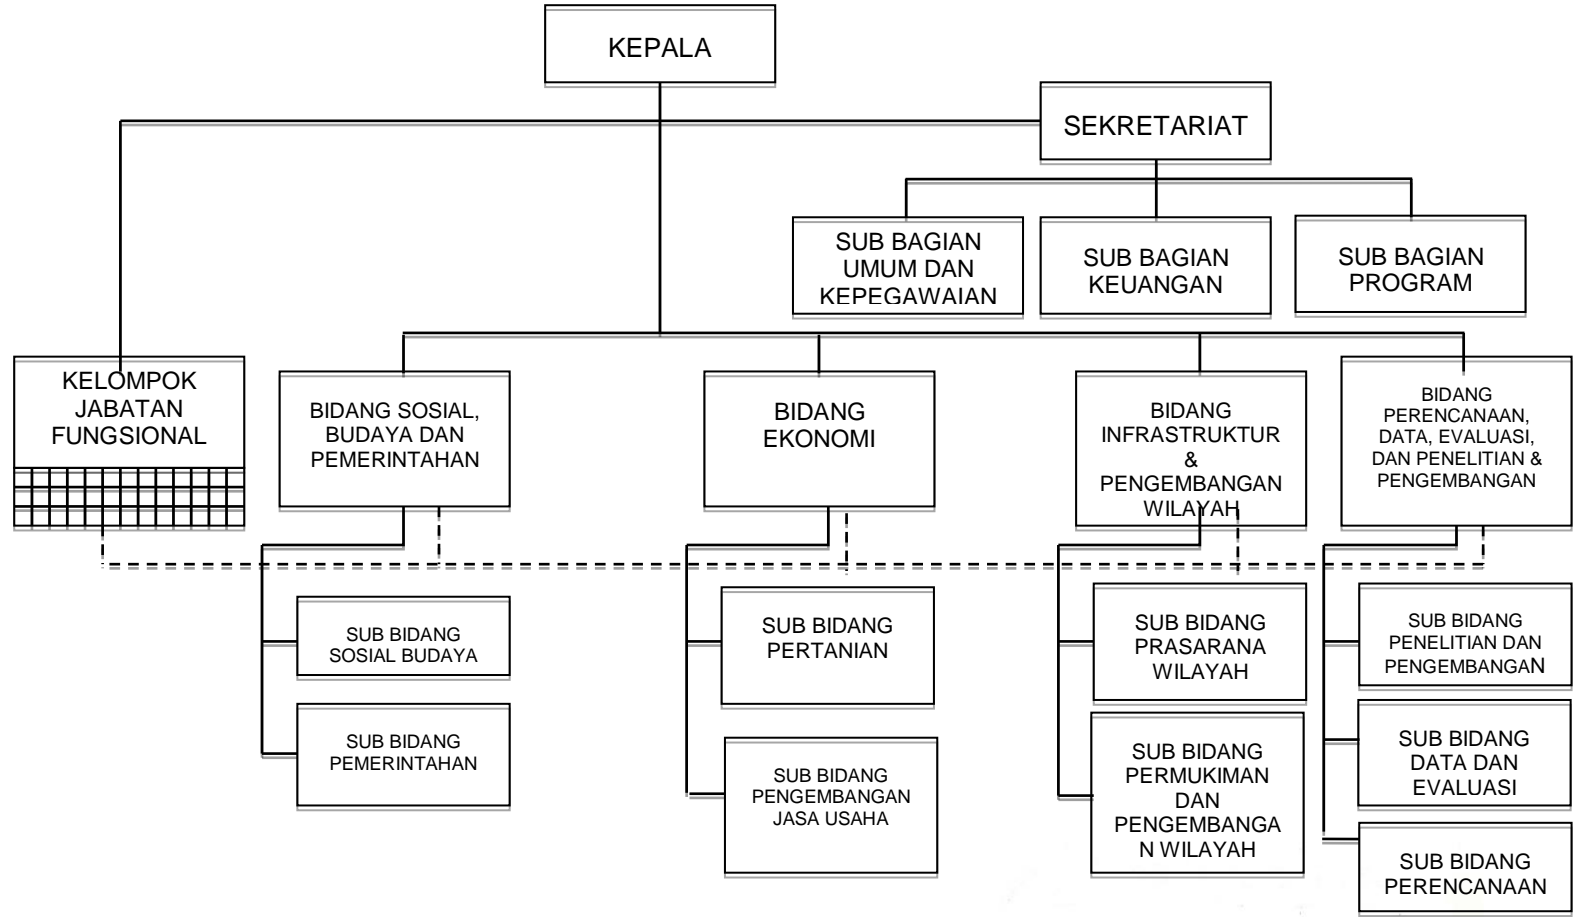 KEPALA
SEKRETARIAT
SUB BAGIAN
UMUM DAN
KEPEGAWAIAN
SUB BAGIAN
KEUANGAN
SUB BAGIAN
PROGRAM
KELOMPOK
JABATAN
FUNGSIONAL
BIDANG SOSIAL,
BUDAYA DAN
PEMERINTAHAN
BIDANG
EKONOMI
BIDANG
INFRASTRUKTUR
&
PENGEMBANGAN
WILAYAH
BIDANG
PERENCANAAN,
DATA, EVALUASI,
DAN PENELITIAN &
PENGEMBANGAN
SUB BIDANG
SOSIAL BUDAYA
SUB BIDANG
PEMERINTAHAN
SUB BIDANG
PERTANIAN
SUB BIDANG
PENGEMBANGAN
JASA USAHA
SUB BIDANG
PRASARANA
WILAYAH
SUB BIDANG
PERMUKIMAN
DAN
PENGEMBANGA
N WILAYAH
SUB BIDANG
PENELITIAN DAN
PENGEMBANGAN
SUB BIDANG
DATA DAN
EVALUASI
SUB BIDANG
PERENCANAAN